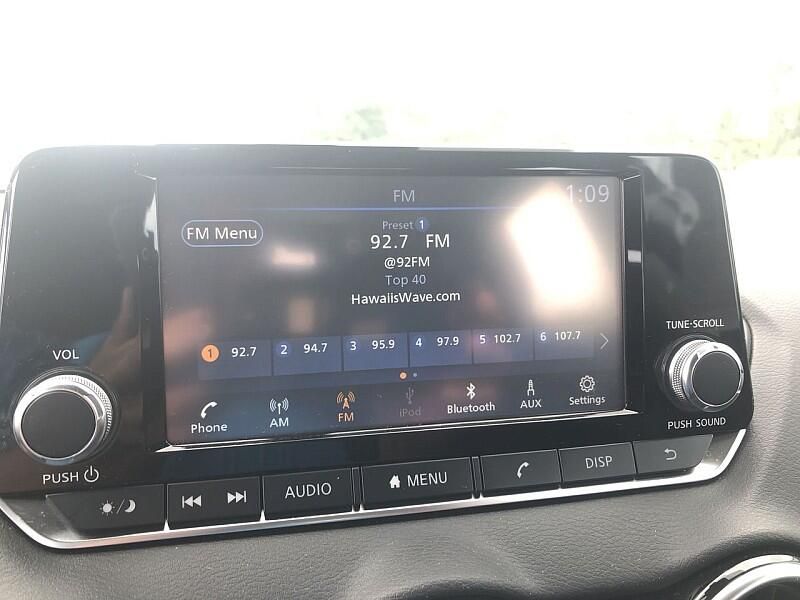 FM
1:09
FM Menu
Preset 1
92.7 FM
@92FM
Top 40
HawaiisWave.com
1 92.7
2 94.7
3 95.9
4 97.9
5 102.7
6 107.7
Phone
AM
FM
iPod
Bluetooth
AUX
Settings
VOL
PUSH
TUNE·SCROLL
PUSH SOUND
AUDIO
MENU
DISP